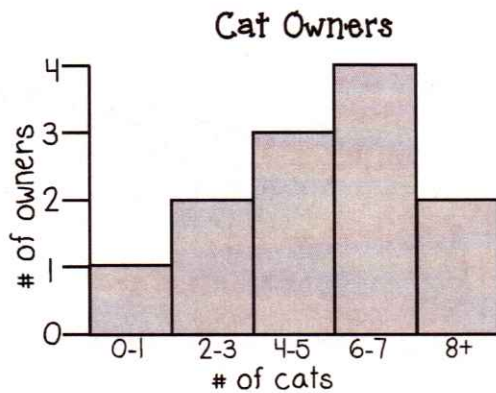 Cat Owners
# of owners
4
3
2
1
0
0-1 2-3 4-5 6-7 8+
# of cats